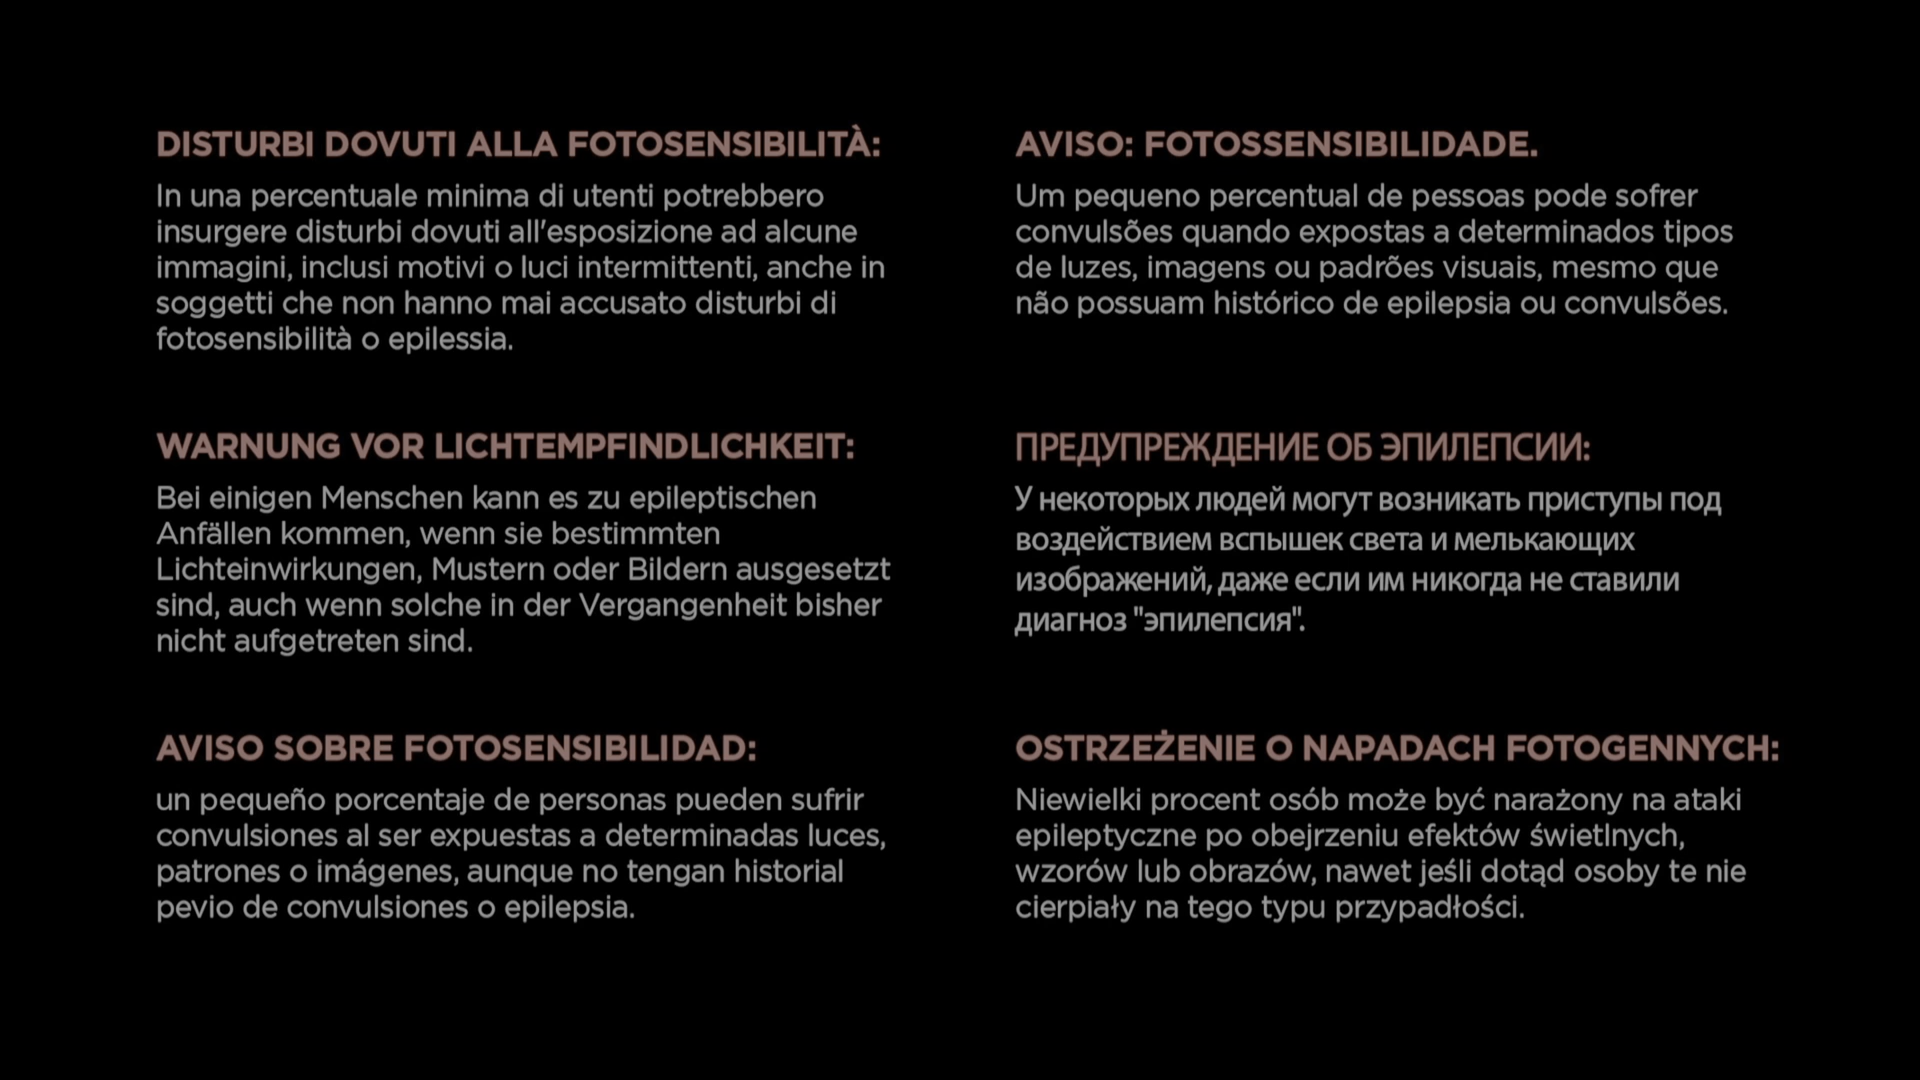 DISTURBI DOVUTI ALLA FOTOSENSIBILITÀ:
In una percentuale minima di utenti potrebbero
insurgere disturbi dovuti all'esposizione ad alcune
immagini, inclusi motivi o luci intermittenti, anche in
soggetti che non hanno mai accusato disturbi di
fotosensibilità o epilessia.
WARNUNG VOR LICHTEMPFINDLICHKEIT:
Bei einigen Menschen kann es zu epileptischen
Anfällen kommen, wenn sie bestimmten
Lichteinwirkungen, Mustern oder Bildern ausgesetzt
sind, auch wenn solche in der Vergangenheit bisher
nicht aufgetreten sind.
AVISO SOBRE FOTOSENSIBILIDAD:
un pequeño porcentaje de personas pueden sufrir
convulsiones al ser expuestas a determinadas luces,
patrones o imágenes, aunque no tengan historial
pevio de convulsiones o epilepsia.
AVISO: FOTOSSENSIBILIDADE.
Um pequeno percentual de pessoas pode sofrer
convulsões quando expostas a determinados tipos
de luzes, imagens ou padrões visuais, mesmo que
não possuam histórico de epilepsia ou convulsões.
ПРЕДУПРЕЖДЕНИЕ ОБ ЭПИЛЕПСИИ:
У некоторых людей могут возникать приступы под
воздействием вспышек света и мелькающих
изображений, даже если им никогда не ставили
диагноз "эпилепсия".
OSTRZEŻENIE O NAPADACH FOTOGENNYCH:
Niewielki procent osób może być narażony na ataki
epileptyczne po obejrzeniu efektów świetlnych,
wzorów lub obrazów, nawet jeśli dotąd osoby te nie
cierpiały na tego typu przypadłości.